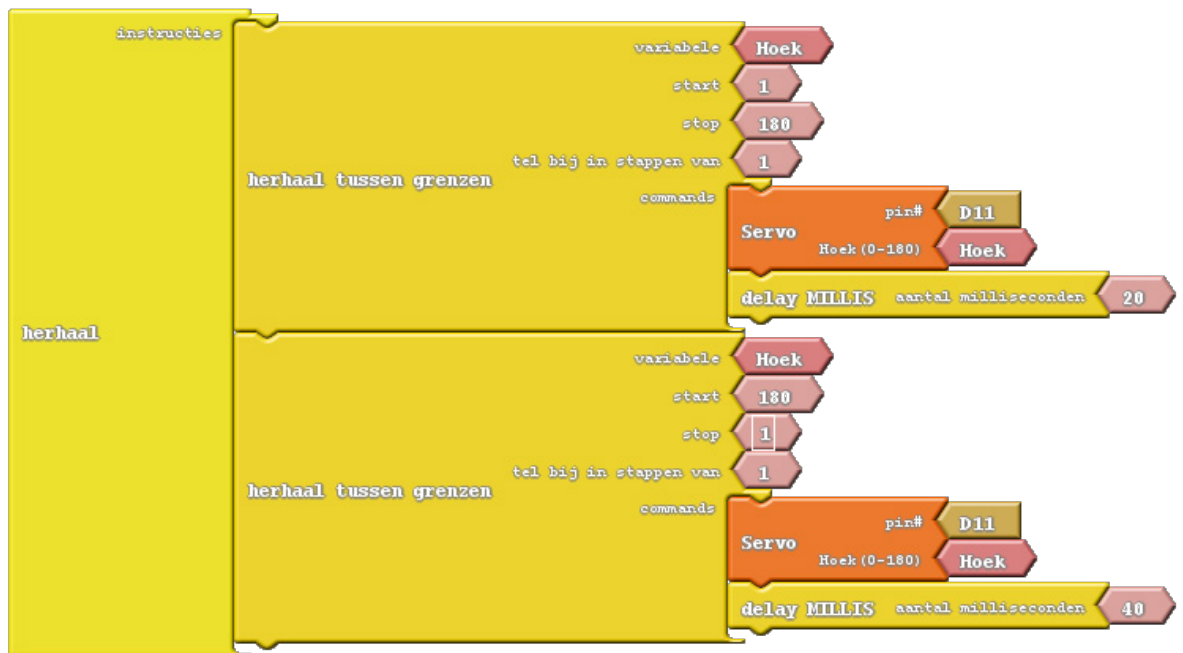 instructies
variabele Hoek
start 1
stop 180
tel bij in stappen van 1
herhaal tussen grenzen
commands
pin# D11
Servo
Hoek(0-180) Hoek
delay MILLIS aantal milliseconden 20
herhaal
variabele Hoek
start 180
stop 1
tel bij in stappen van 1
herhaal tussen grenzen
commands
pin# D11
Servo
Hoek(0-180) Hoek
delay MILLIS aantal milliseconden 40